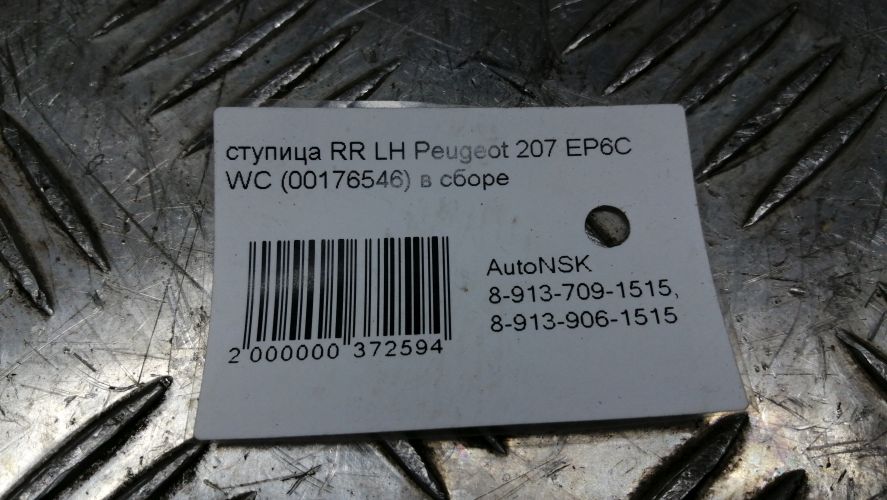 ступица RR LH Peugeot 207 EP6C
WC (00176546) в сборе
AutoNSK
8-913-709-1515,
8-913-906-1515
2 000000 372594